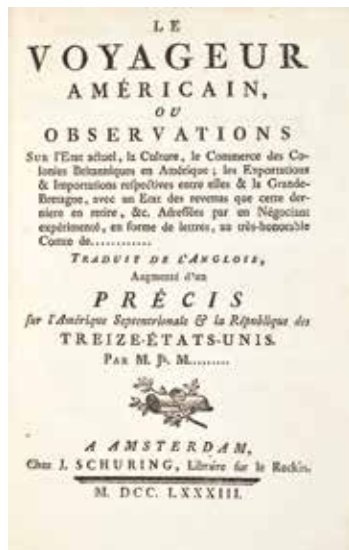 LE
VOYAGEUR
AMÉRICAIN,
OU
OBSERVATIONS
SUR l'Etat actuel, la Culture, le Commerce des Co-
lonies Britanniques en Amérique ; les Exportations
& Importations respectives entre elles & la Grande-
Bretagne, avec un Etat des revenus que cette der-
niere en retire, &c. Adressées par un Négociant
expérimenté, en forme de lettres, au très-honorable
Comte de............
TRADUIT DE L'ANGLOIS,
Augmenté d'un
PRÉCIS
sur l'Amérique Septentrionale & la République des
TREIZE-ÉTATS-UNIS.
PAR M. Jh. M.........
A AMSTERDAM,
Chez J. SCHURING, Libraire sur le Rockin.
M. DCC. LXXXIII.